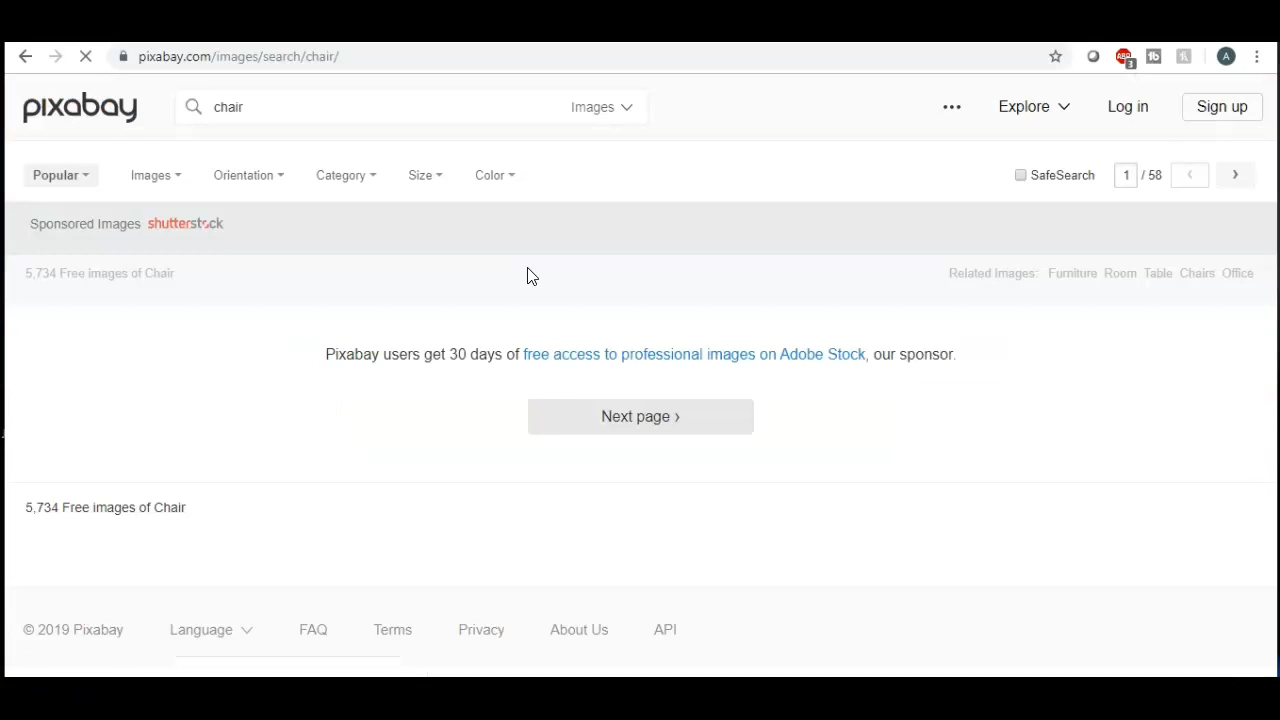 pixabay.com/images/search/chair/
ABP
3
tb
A
pixabay
chair
Images
Explore
Log in
Sign up
Popular
Images
Orientation
Category
Size
Color
SafeSearch
1 / 58
Sponsored Images shutterstock
5,734 Free images of Chair
Related Images: Furniture Room Table Chairs Office
Pixabay users get 30 days of free access to professional images on Adobe Stock, our sponsor.
Next page ›
5,734 Free images of Chair
© 2019 Pixabay
Language
FAQ
Terms
Privacy
About Us
API